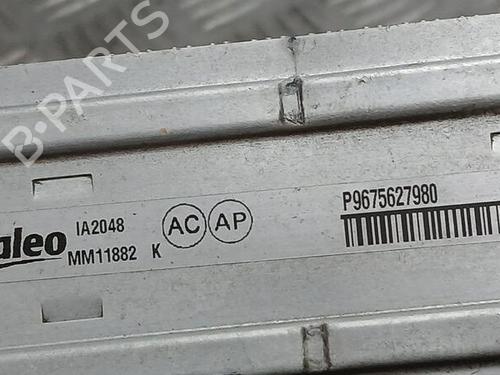 B-PARTS
aleo
IA2048
MM11882 K
AC AP
P9675627980